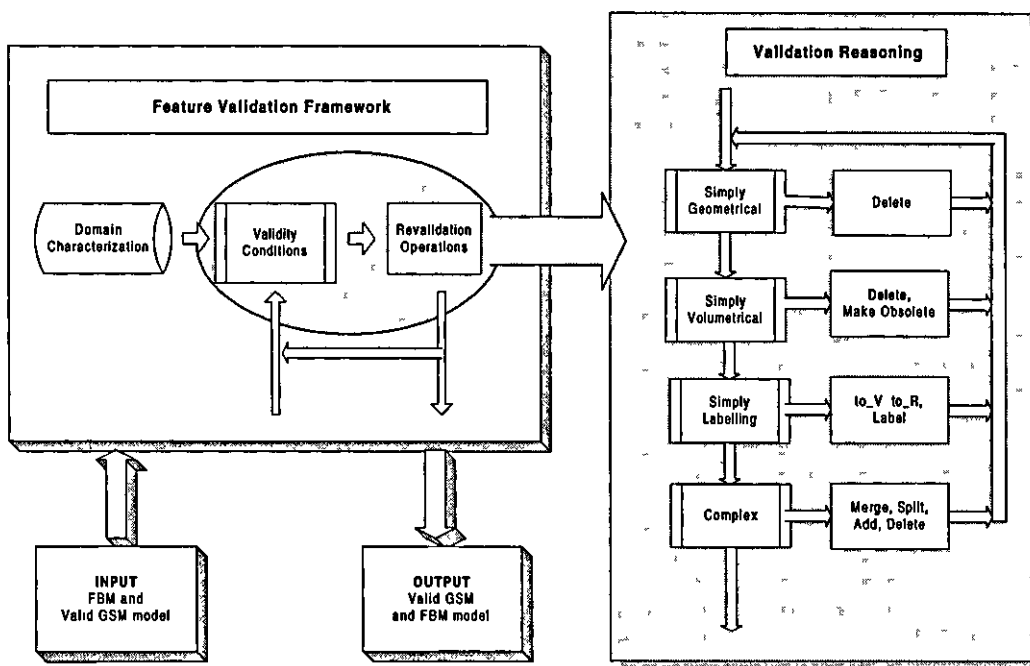 Feature Validation Framework
Domain
Characterization
Validity
Conditions
Revalidation
Operations
INPUT
FBM and
Valid GSM model
OUTPUT
Valid GSM
and FBM model
Validation Reasoning
Simply
Geometrical
Delete
Simply
Volumetrical
Delete,
Make Obsolete
Simply
Labelling
to_V to_R,
Label
Complex
Merge, Split,
Add, Delete